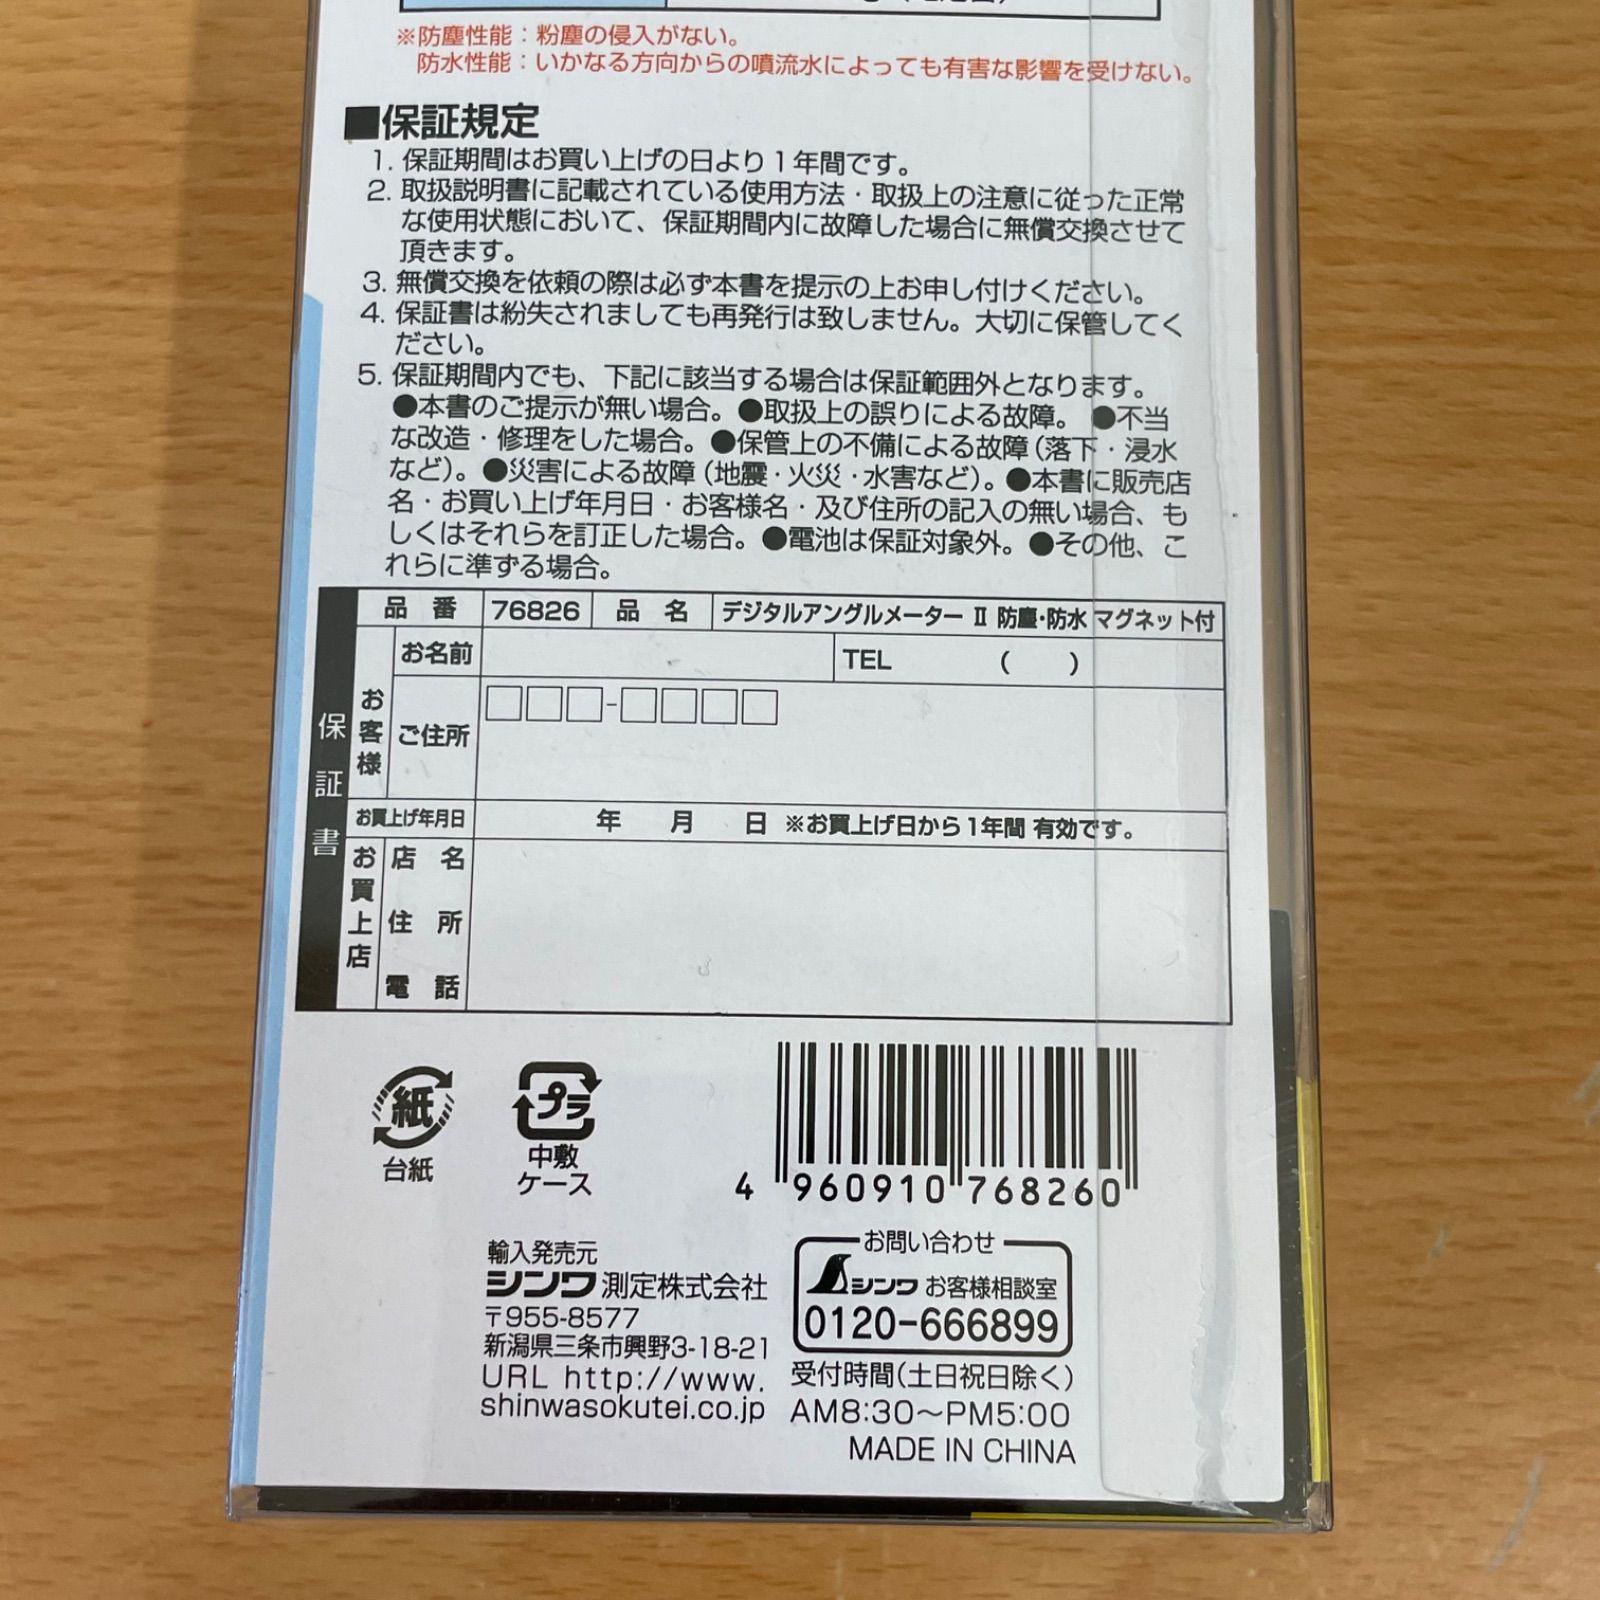 ※防塵性能：粉塵の侵入がない。
防水性能：いかなる方向からの噴流水によっても有害な影響を受けない。
■保証規定
1. 保証期間はお買い上げの日より1年間です。
2. 取扱説明書に記載されている使用方法・取扱上の注意に従った正常
な使用状態において、保証期間内に故障した場合に無償交換させて
頂きます。
3. 無償交換を依頼の際は必ず本書を提示の上お申し付けください。
4. 保証書は紛失されましても再発行は致しません。大切に保管してく
ださい。
5. 保証期間内でも、下記に該当する場合は保証範囲外となります。
●本書のご提示が無い場合。●取扱上の誤りによる故障。 ●不当
な改造・修理をした場合。●保管上の不備による故障（落下・浸水
など）。●災害による故障（地震・火災・水害など）。●本書に販売店
名・お買い上げ年月日・お客様名・及び住所の記入の無い場合、も
しくはそれらを訂正した場合。●電池は保証対象外。●その他、こ
れらに準ずる場合。
保証書
品番 76826 品名 デジタルアングルメーター Ⅱ 防塵・防水 マグネット付
お客様
お名前 TEL （ ）
ご住所 □□□-□□□□
お買上げ年月日 年 月 日 ※お買上げ日から1年間 有効です。
お買上店
店名
住所
電話
紙
台紙
プラ
中敷
ケース
4 960910 768260
輸入発売元
シンワ測定株式会社
〒955-8577
新潟県三条市興野3-18-21
URL http://www.
shinwasokutei.co.jp
お問い合わせ
シンワ お客様相談室
0120-666899
受付時間（土日祝日除く）
AM8:30～PM5:00
MADE IN CHINA